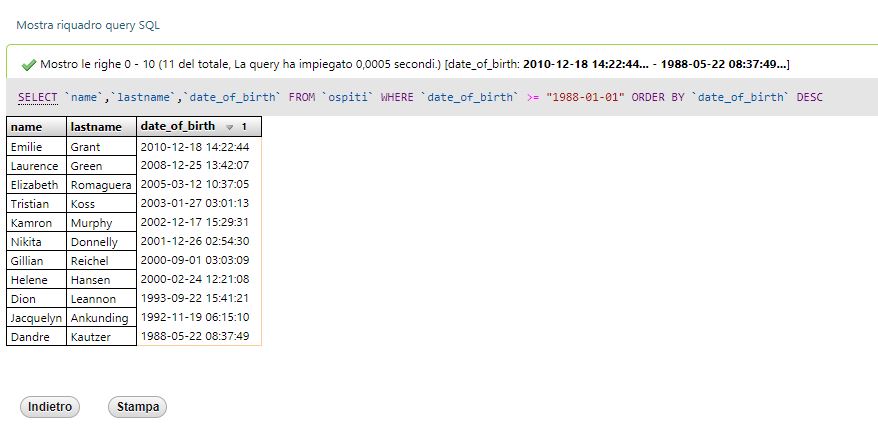 Mostra riquadro query SQL
Mostro le righe 0 - 10 (11 del totale, La query ha impiegato 0,0005 secondi.) [date_of_birth: 2010-12-18 14:22:44... - 1988-05-22 08:37:49...]
SELECT `name`,`lastname`,`date_of_birth` FROM `ospiti` WHERE `date_of_birth` >= "1988-01-01" ORDER BY `date_of_birth` DESC
name lastname date_of_birth 1
Emilie Grant 2010-12-18 14:22:44
Laurence Green 2008-12-25 13:42:07
Elizabeth Romaguera 2005-03-12 10:37:05
Tristian Koss 2003-01-27 03:01:13
Kamron Murphy 2002-12-17 15:29:31
Nikita Donnelly 2001-12-26 02:54:30
Gillian Reichel 2000-09-01 03:03:09
Helene Hansen 2000-02-24 12:21:08
Dion Leannon 1993-09-22 15:41:21
Jacquelyn Ankunding 1992-11-19 06:15:10
Dandre Kautzer 1988-05-22 08:37:49
Indietro Stampa